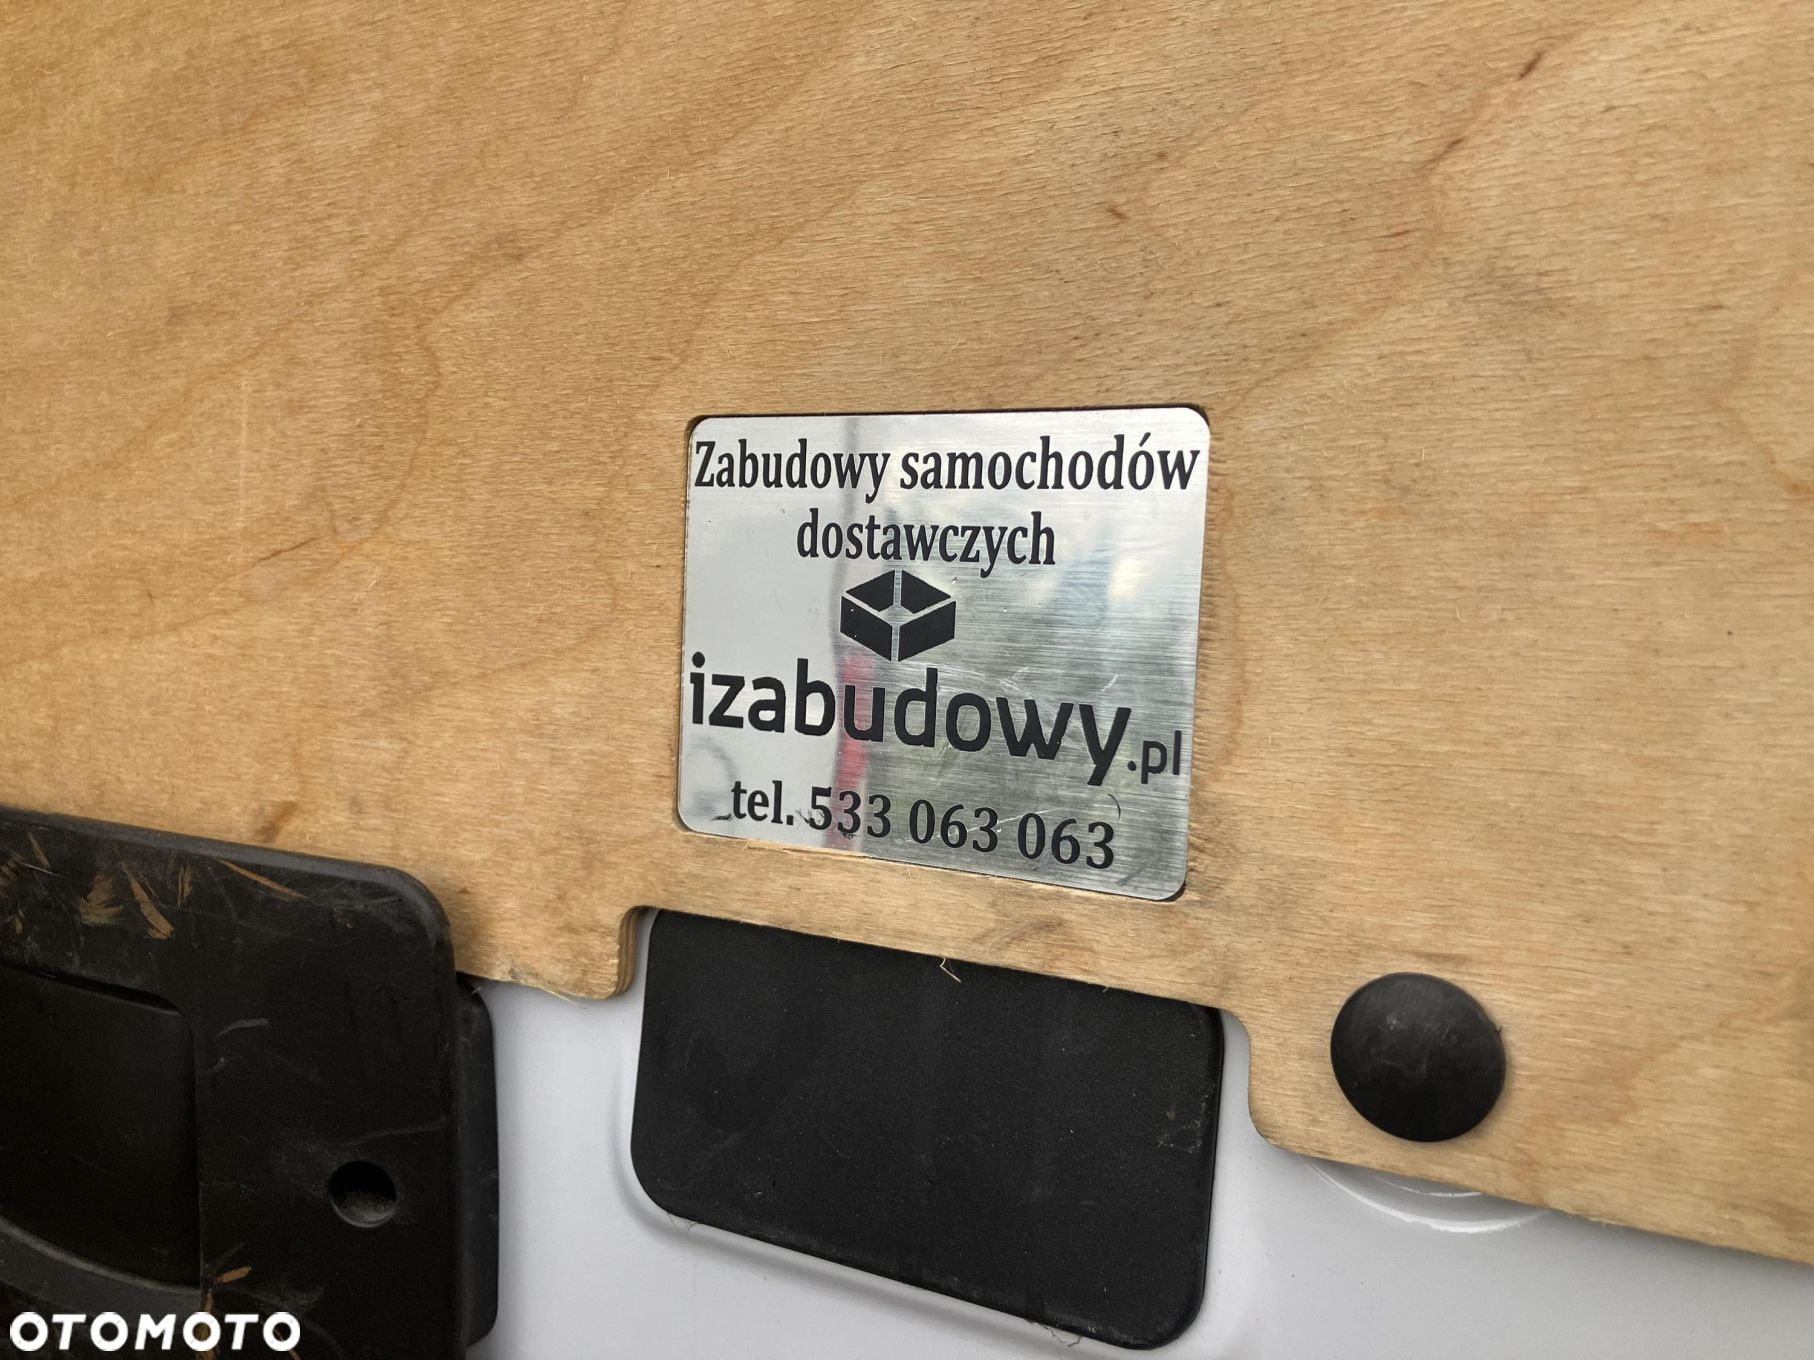 Zabudowy samochodów
dostawczych
izabudowy.pl
tel. 533 063 063
OTOMOTO